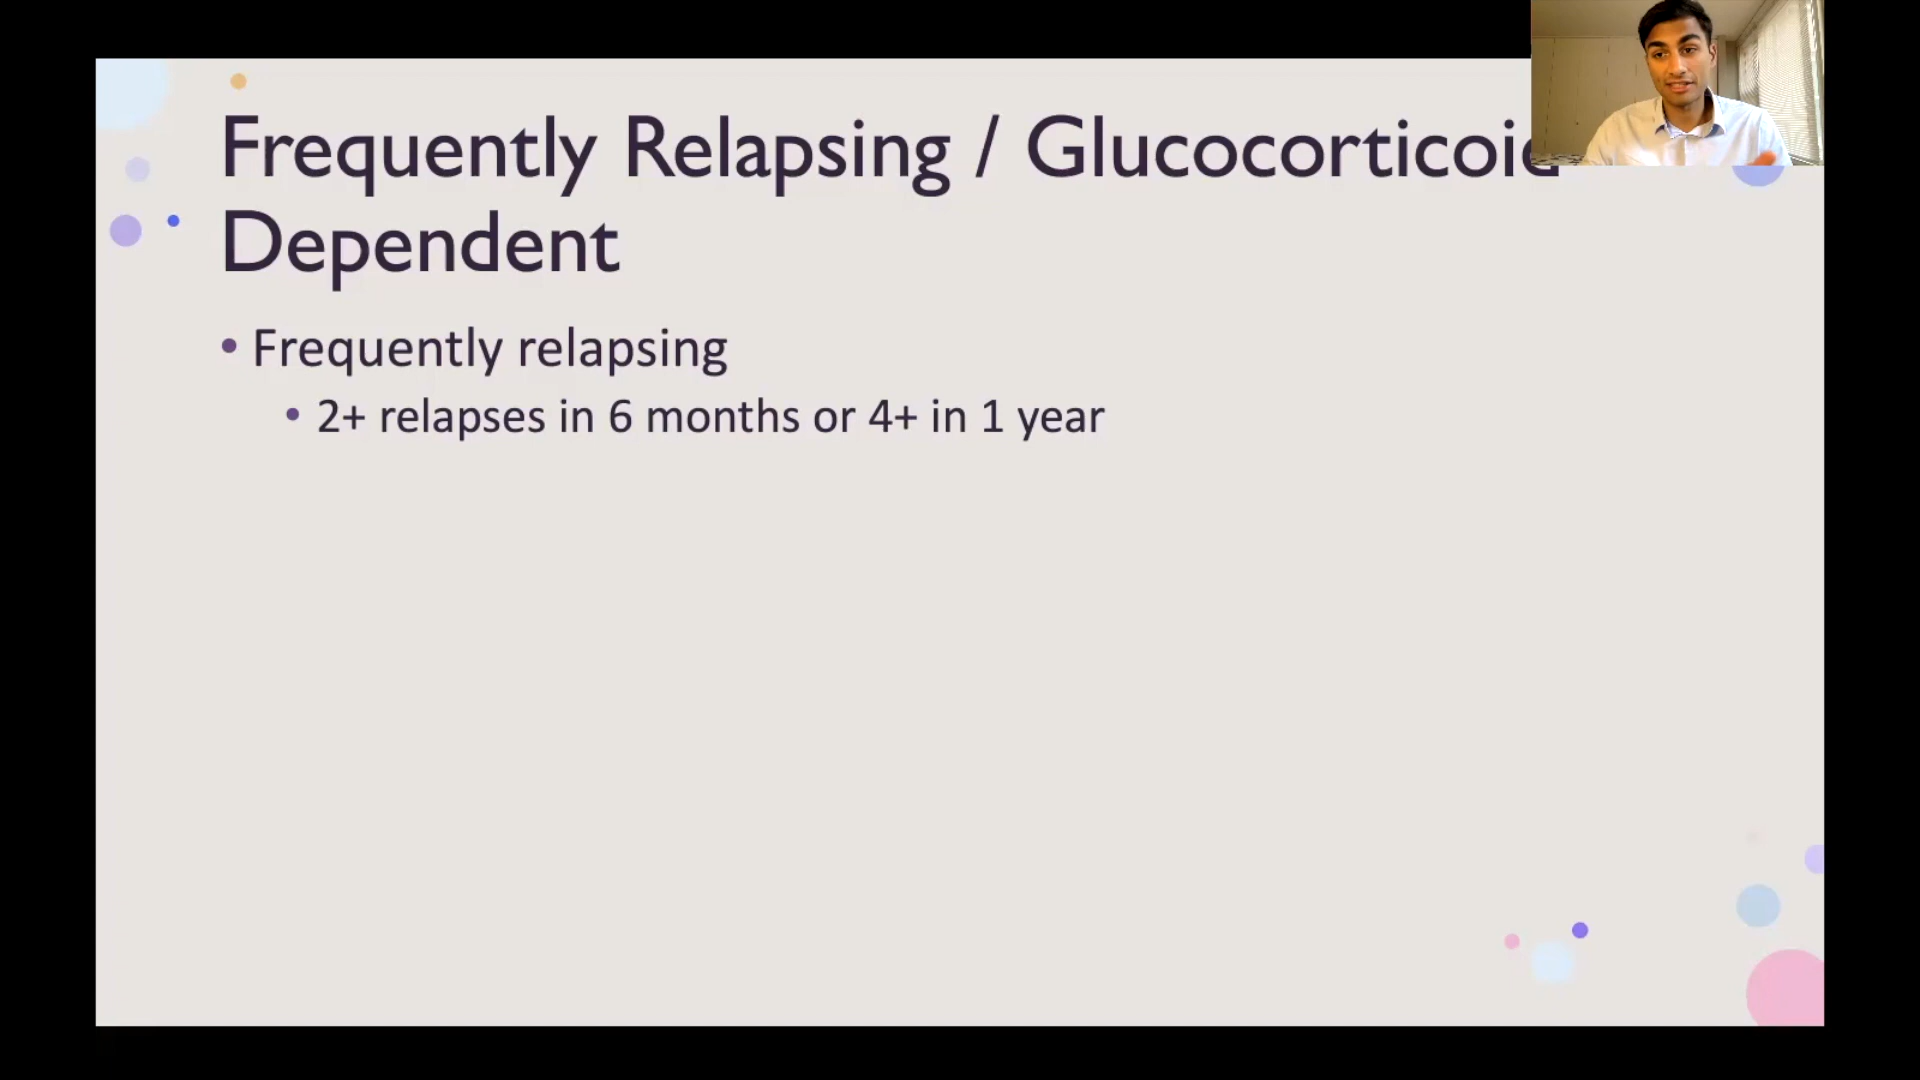 Frequently Relapsing / Glucocorticoid
Dependent
• Frequently relapsing
• 2+ relapses in 6 months or 4+ in 1 year